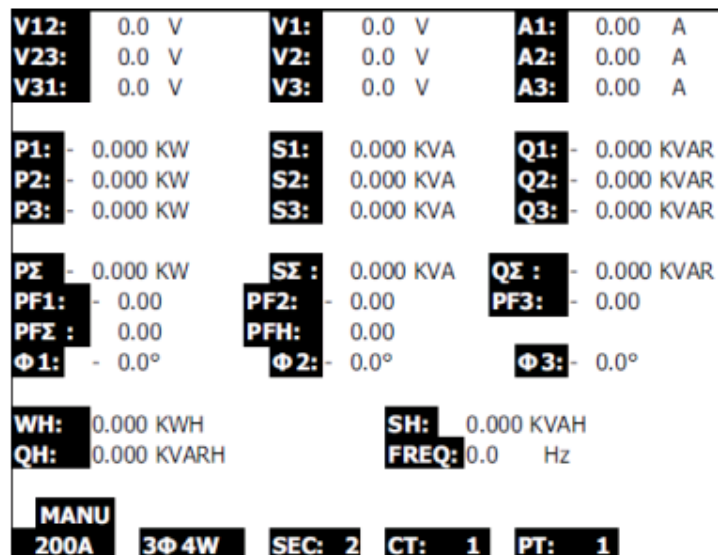 V12: 0.0 V V1: 0.0 V A1: 0.00 A
V23: 0.0 V V2: 0.0 V A2: 0.00 A
V31: 0.0 V V3: 0.0 V A3: 0.00 A
P1: - 0.000 KW S1: 0.000 KVA Q1: - 0.000 KVAR
P2: - 0.000 KW S2: 0.000 KVA Q2: - 0.000 KVAR
P3: - 0.000 KW S3: 0.000 KVA Q3: - 0.000 KVAR
PΣ - 0.000 KW SΣ : 0.000 KVA QΣ : - 0.000 KVAR
PF1: - 0.00 PF2: - 0.00 PF3: - 0.00
PFΣ : 0.00 PFH: 0.00
Φ1: - 0.0° Φ2: - 0.0° Φ3: - 0.0°
WH: 0.000 KWH SH: 0.000 KVAH
QH: 0.000 KVARH FREQ: 0.0 Hz
MANU
200A 3Φ4W SEC: 2 CT: 1 PT: 1